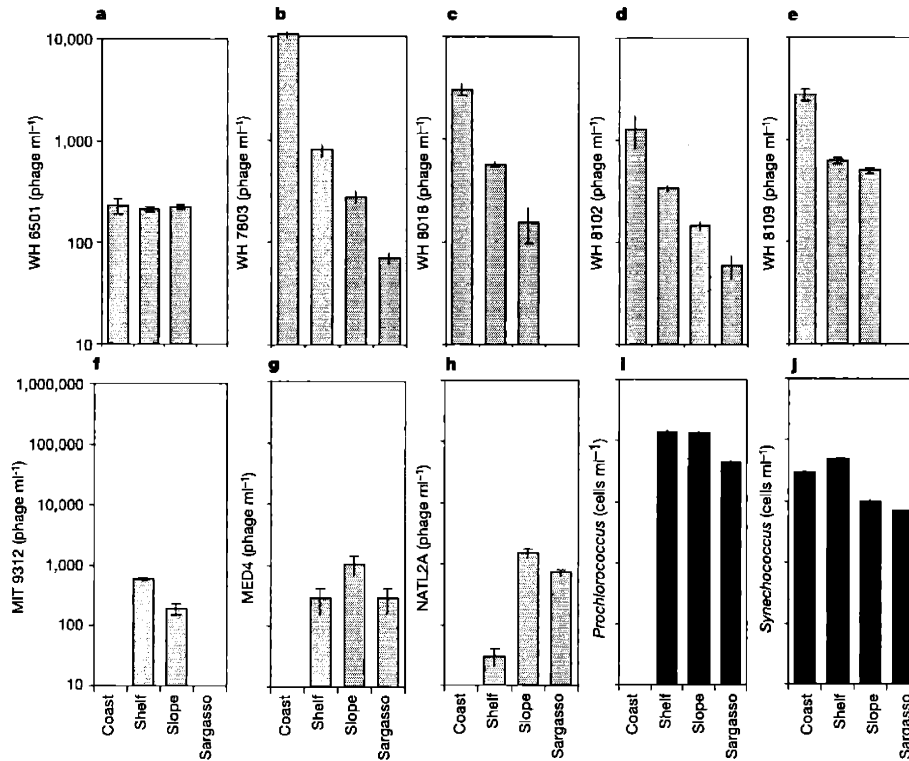 a
b
c
d
e
10,000
1,000
100
10
WH 6501 (phage ml⁻¹)
WH 7803 (phage ml⁻¹)
WH 8018 (phage ml⁻¹)
WH 8102 (phage ml⁻¹)
WH 8109 (phage ml⁻¹)
f
g
h
i
j
1,000,000
100,000
10,000
1,000
100
10
MIT 9312 (phage ml⁻¹)
MED4 (phage ml⁻¹)
NATL2A (phage ml⁻¹)
Prochlorococcus (cells ml⁻¹)
Synechococcus (cells ml⁻¹)
Coast
Shelf
Slope
Sargasso
Coast
Shelf
Slope
Sargasso
Coast
Shelf
Slope
Sargasso
Coast
Shelf
Slope
Sargasso
Coast
Shelf
Slope
Sargasso